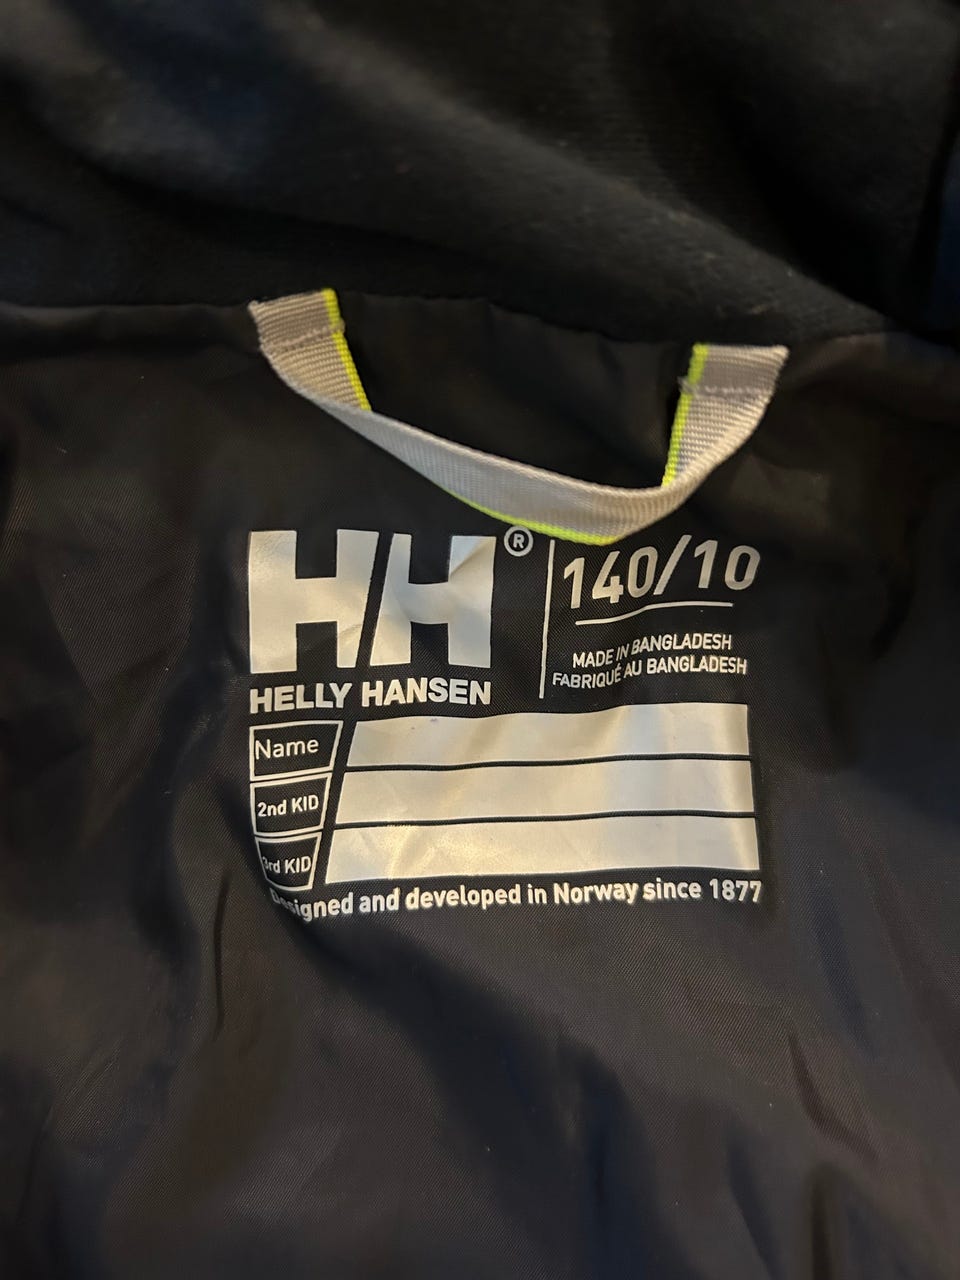 HH®
HELLY HANSEN
140/10
MADE IN BANGLADESH
FABRIQUÉ AU BANGLADESH
Name
2nd KID
3rd KID
Designed and developed in Norway since 1877